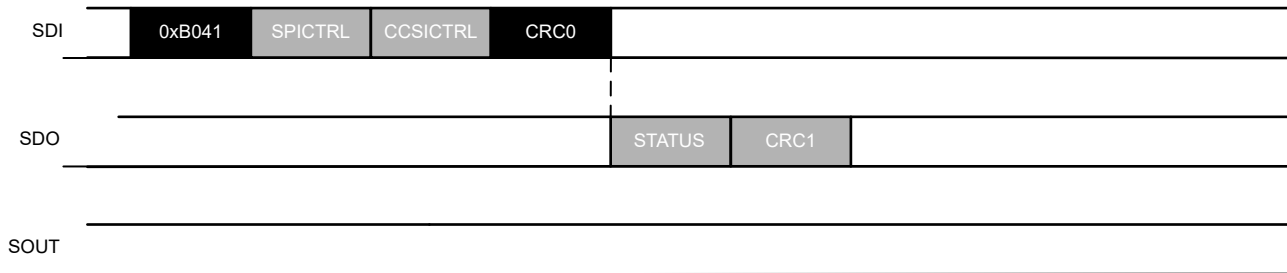 SDI 0xB041 SPICTRL CCSICTRL CRC0
SDO STATUS CRC1
SOUT